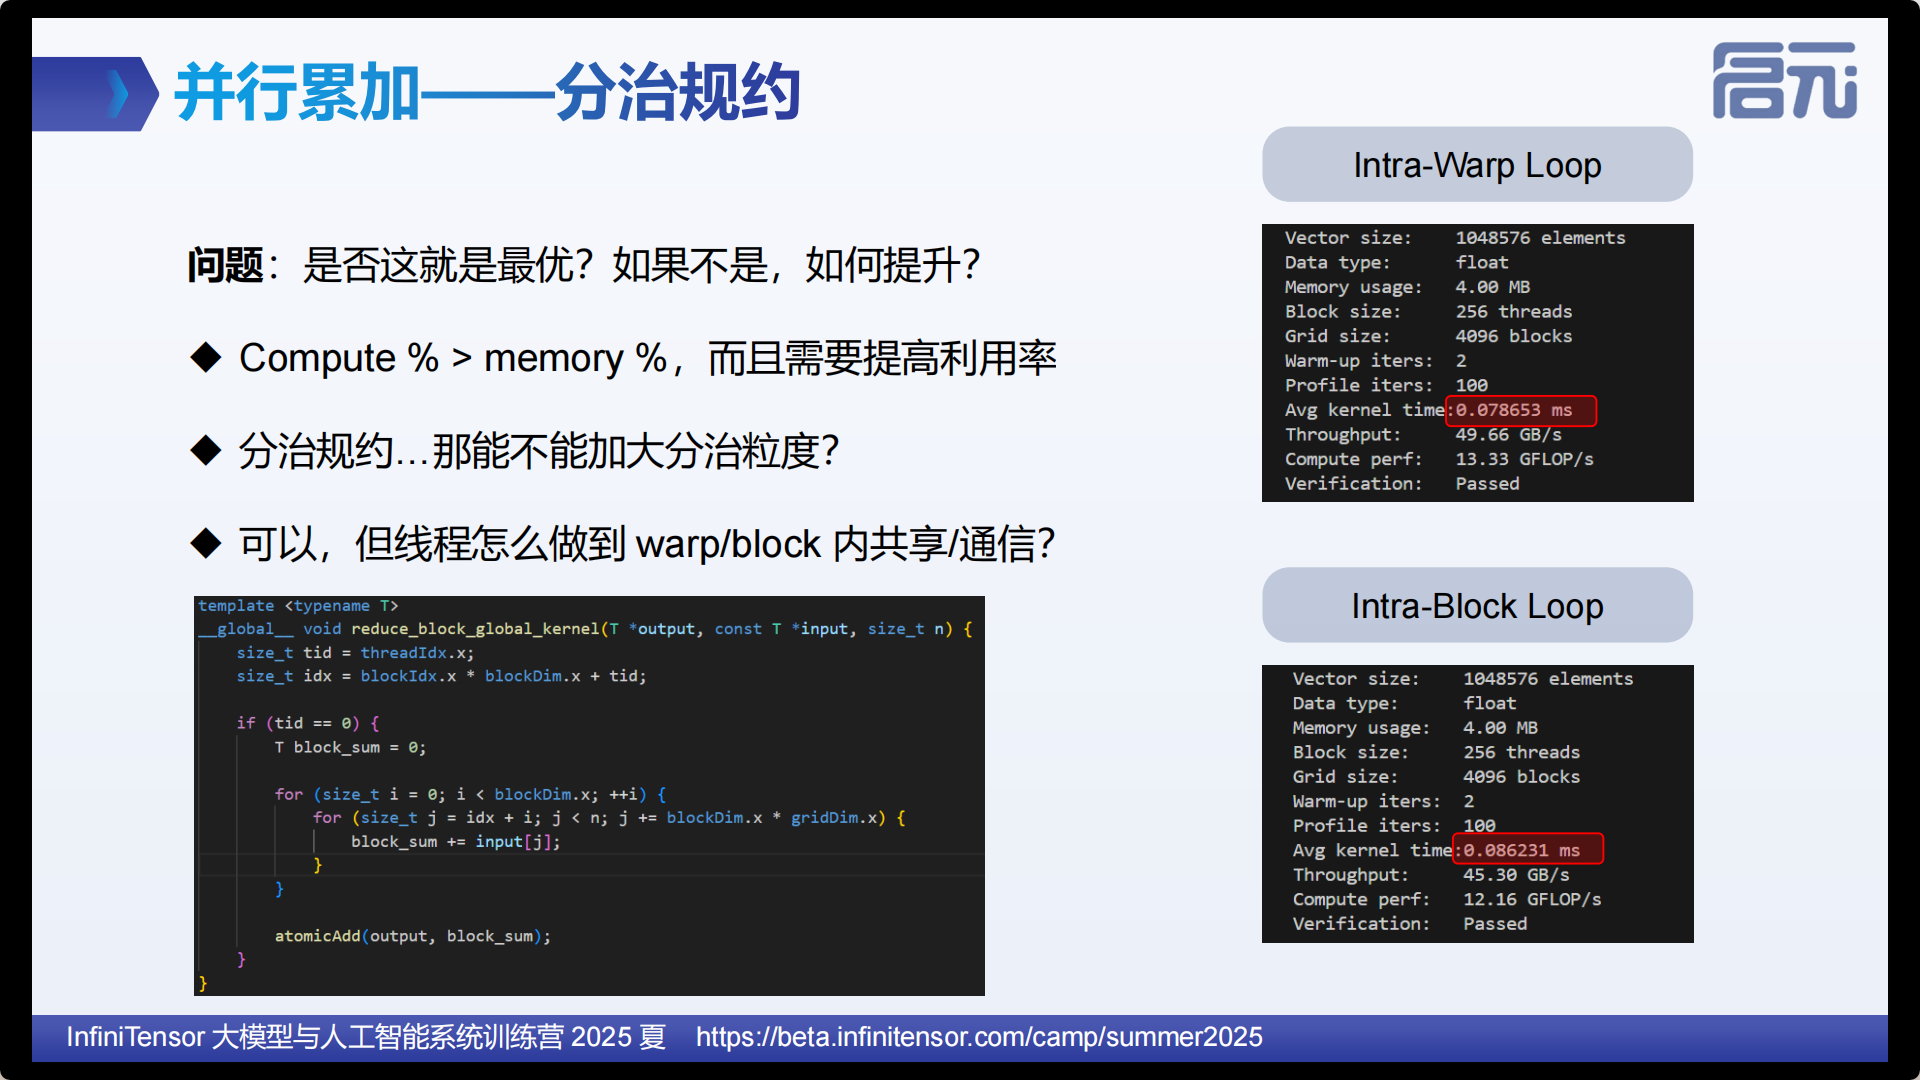 并行累加——分治规约
启元
问题：是否这就是最优？如果不是，如何提升？
◆ Compute % > memory %，而且需要提高利用率
◆ 分治规约…那能不能加大分治粒度？
◆ 可以，但线程怎么做到 warp/block 内共享/通信？
template <typename T>
__global__ void reduce_block_global_kernel(T *output, const T *input, size_t n) {
    size_t tid = threadIdx.x;
    size_t idx = blockIdx.x * blockDim.x + tid;
    if (tid == 0) {
        T block_sum = 0;
        for (size_t i = 0; i < blockDim.x; ++i) {
            for (size_t j = idx + i; j < n; j += blockDim.x * gridDim.x) {
                block_sum += input[j];
            }
        }
        atomicAdd(output, block_sum);
    }
}
Intra-Warp Loop
Vector size: 1048576 elements
Data type: float
Memory usage: 4.00 MB
Block size: 256 threads
Grid size: 4096 blocks
Warm-up iters: 2
Profile iters: 100
Avg kernel time:0.078653 ms
Throughput: 49.66 GB/s
Compute perf: 13.33 GFLOP/s
Verification: Passed
Intra-Block Loop
Vector size: 1048576 elements
Data type: float
Memory usage: 4.00 MB
Block size: 256 threads
Grid size: 4096 blocks
Warm-up iters: 2
Profile iters: 100
Avg kernel time:0.086231 ms
Throughput: 45.30 GB/s
Compute perf: 12.16 GFLOP/s
Verification: Passed
InfiniTensor 大模型与人工智能系统训练营 2025 夏 https://beta.infinitensor.com/camp/summer2025